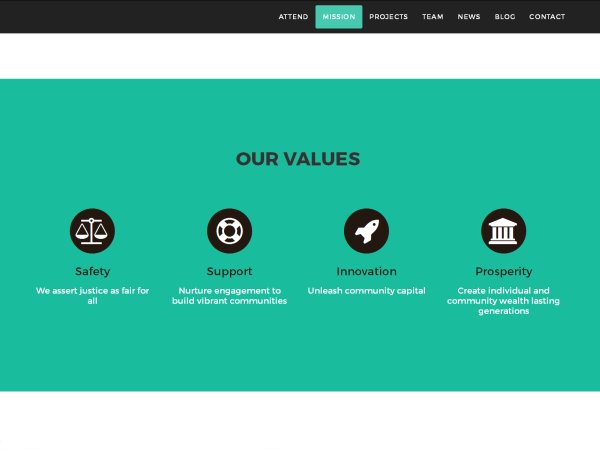 ATTEND MISSION PROJECTS TEAM NEWS BLOG CONTACT
OUR VALUES
Safety
We assert justice as fair for
all
Support
Nurture engagement to
build vibrant communities
Innovation
Unleash community capital
Prosperity
Create individual and
community wealth lasting
generations